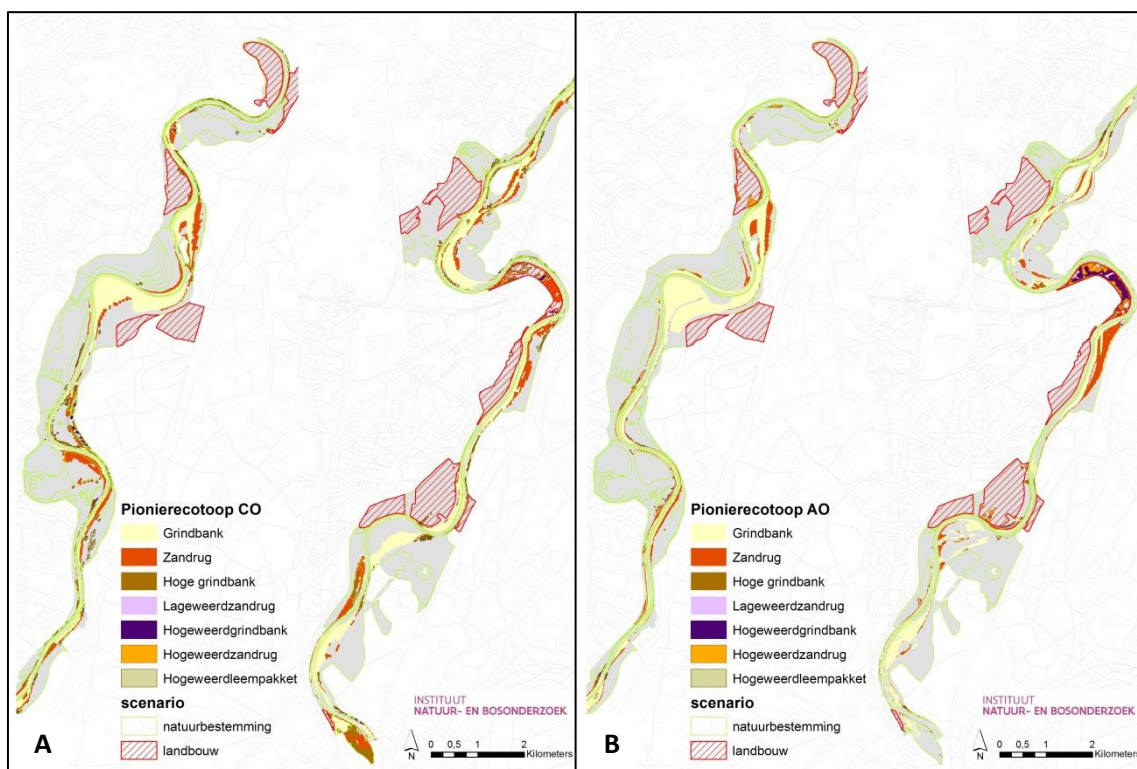 Pionierecotoop CO
Grindbank
Zandrug
Hoge grindbank
Lageweerdzandrug
Hogeweerdgrindbank
Hogeweerdzandrug
Hogeweerdleempakket
scenario
natuurbestemming
landbouw
A
INSTITUUT
NATUUR- EN BOSONDERZOEK
N
0 0,5 1 2
Kilometers
Pionierecotoop AO
Grindbank
Zandrug
Hoge grindbank
Lageweerdzandrug
Hogeweerdgrindbank
Hogeweerdzandrug
Hogeweerdleempakket
scenario
natuurbestemming
landbouw
B
INSTITUUT
NATUUR- EN BOSONDERZOEK
N
0 0,5 1 2
Kilometers